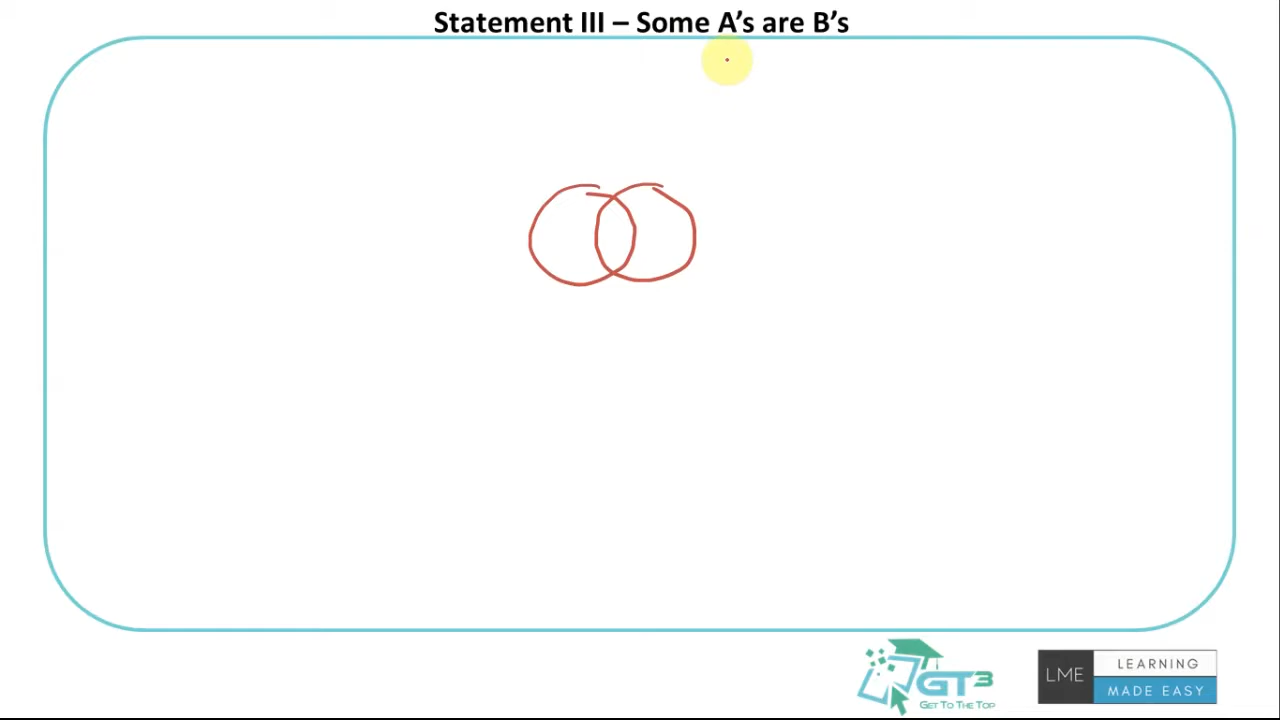 Statement III – Some A’s are B’s
GT3
GET TO THE TOP
LME
LEARNING
MADE EASY